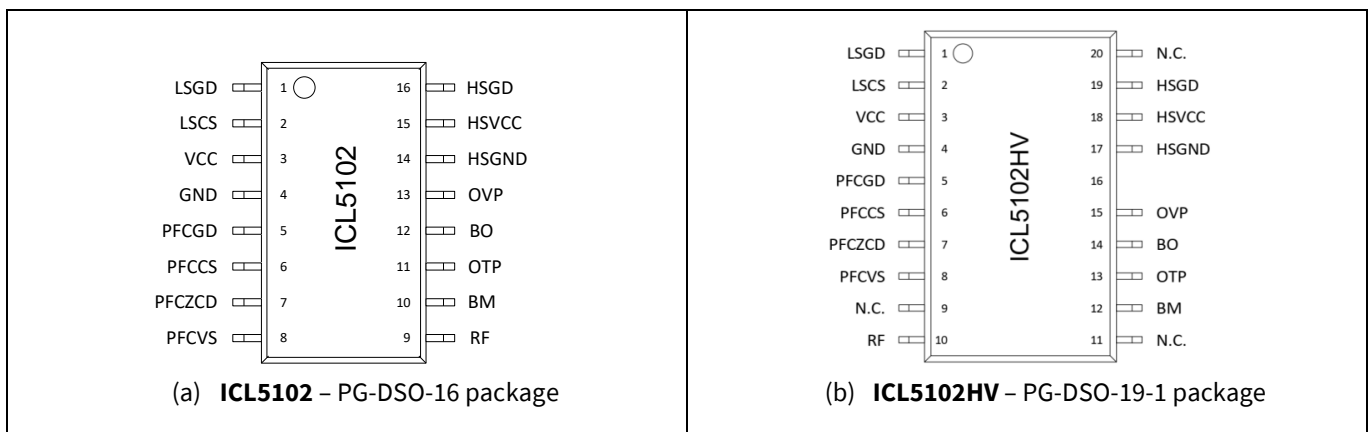 LSGD 1 16 HSGD
LSCS 2 15 HSVCC
VCC 3 14 HSGND
GND 4 13 OVP
PFCGD 5 12 BO
PFCCS 6 11 OTP
PFCZCD 7 10 BM
PFCVS 8 9 RF
ICL5102
(a) ICL5102 – PG-DSO-16 package
LSGD 1 20 N.C.
LSCS 2 19 HSGD
VCC 3 18 HSVCC
GND 4 17 HSGND
PFCGD 5 16
PFCCS 6 15 OVP
PFCZCD 7 14 BO
PFCVS 8 13 OTP
N.C. 9 12 BM
RF 10 11 N.C.
ICL5102HV
(b) ICL5102HV – PG-DSO-19-1 package